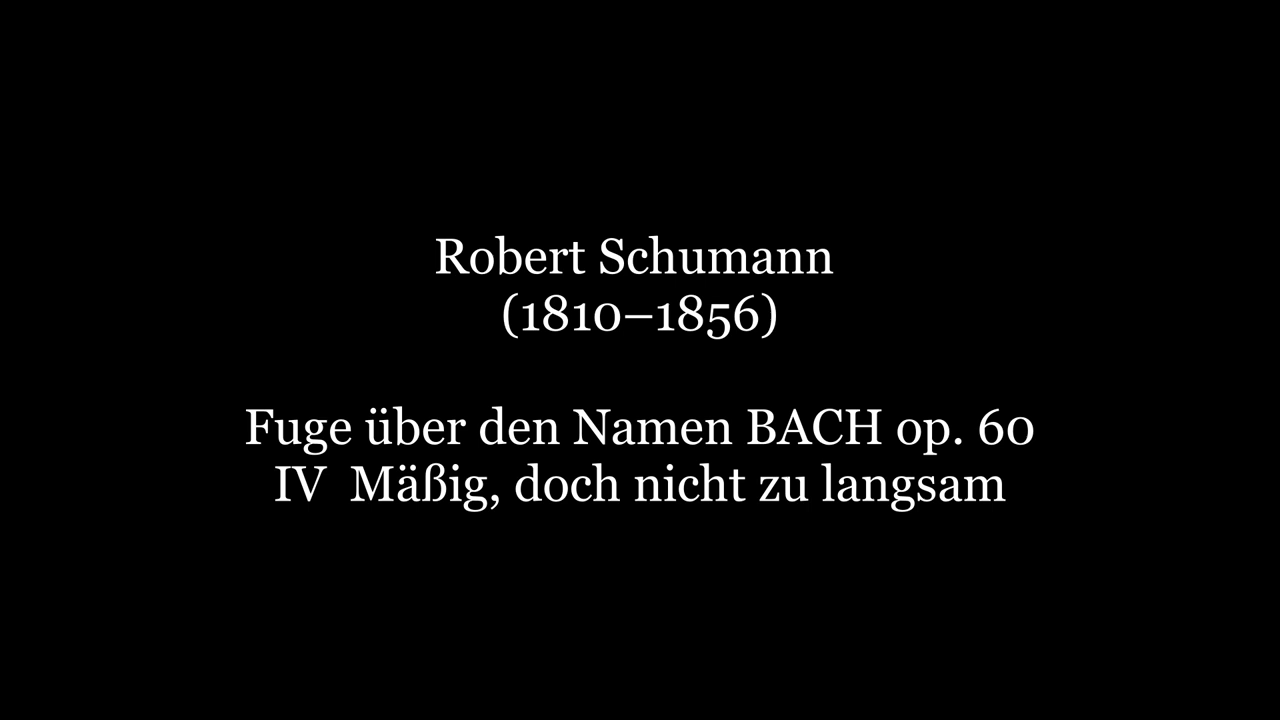 Robert Schumann
(1810–1856)
Fuge über den Namen BACH op. 60
IV  Mäßig, doch nicht zu langsam